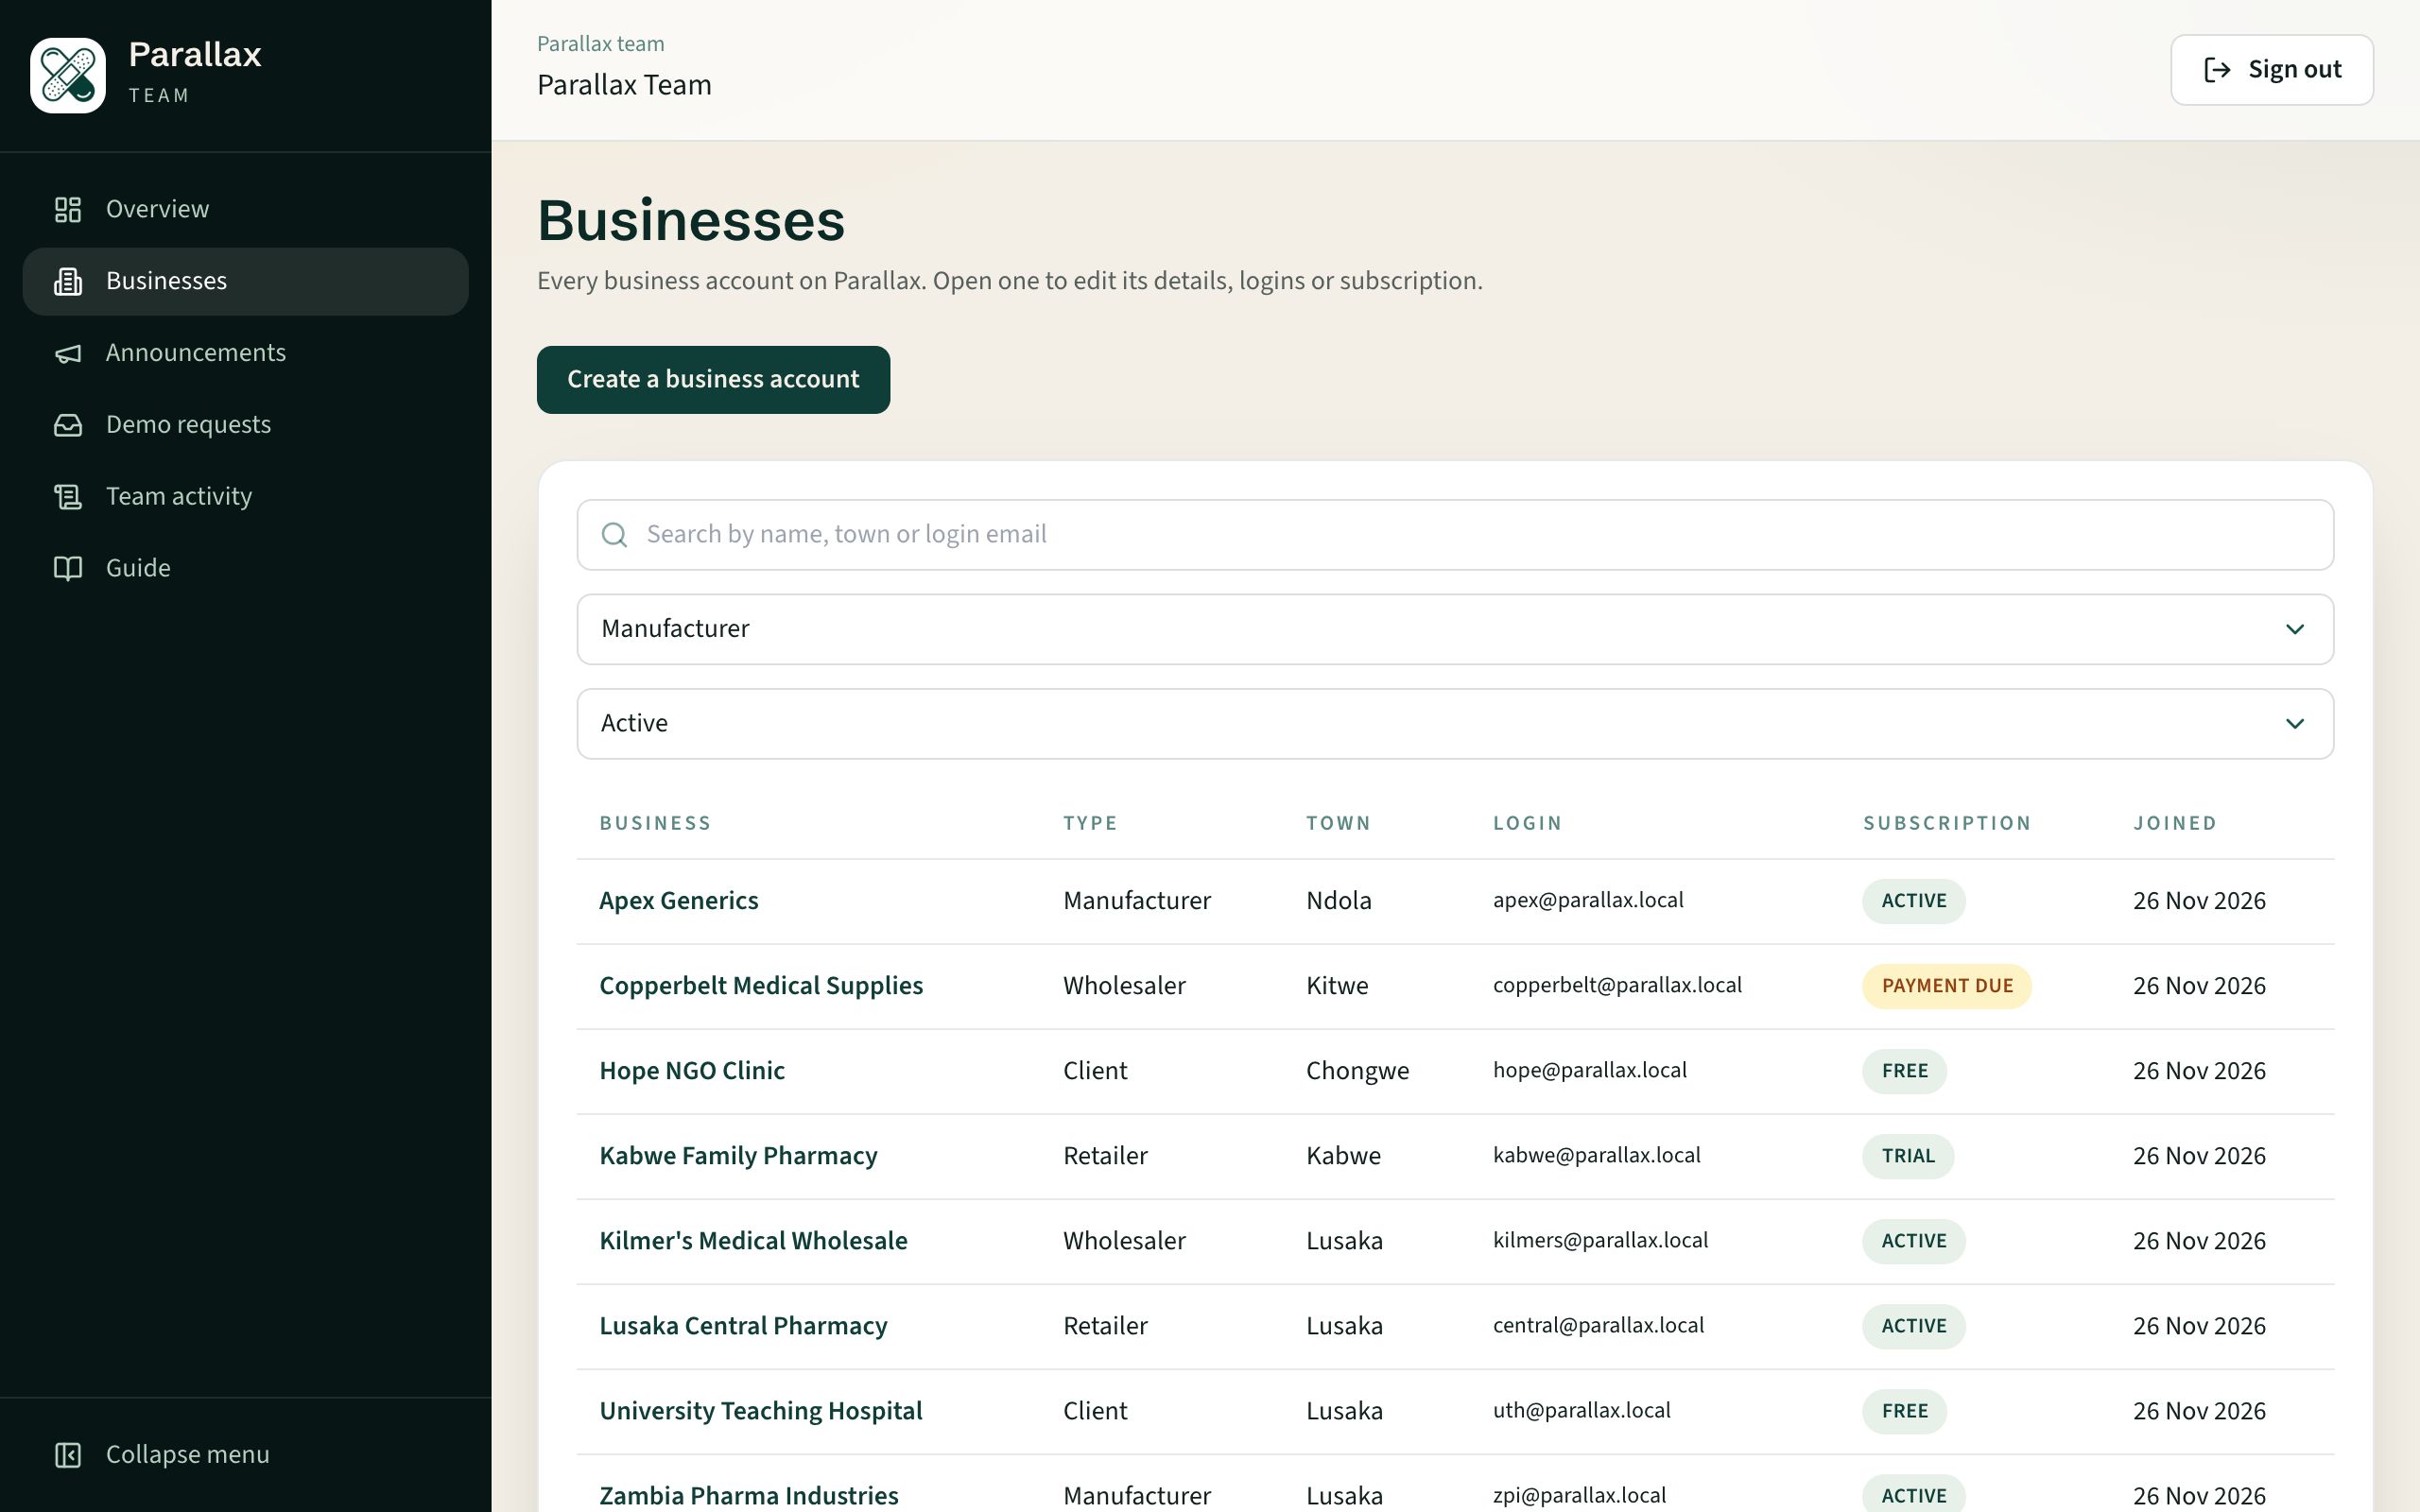 Parallax
TEAM
Overview
Businesses
Announcements
Demo requests
Team activity
Guide
Collapse menu
Parallax team
Parallax Team
Sign out
Businesses
Every business account on Parallax. Open one to edit its details, logins or subscription.
Create a business account
Search by name, town or login email
Manufacturer
Active
BUSINESS TYPE TOWN LOGIN SUBSCRIPTION JOINED
Apex Generics Manufacturer Ndola apex@parallax.local ACTIVE 26 Nov 2026
Copperbelt Medical Supplies Wholesaler Kitwe copperbelt@parallax.local PAYMENT DUE 26 Nov 2026
Hope NGO Clinic Client Chongwe hope@parallax.local FREE 26 Nov 2026
Kabwe Family Pharmacy Retailer Kabwe kabwe@parallax.local TRIAL 26 Nov 2026
Kilmer's Medical Wholesale Wholesaler Lusaka kilmers@parallax.local ACTIVE 26 Nov 2026
Lusaka Central Pharmacy Retailer Lusaka central@parallax.local ACTIVE 26 Nov 2026
University Teaching Hospital Client Lusaka uth@parallax.local FREE 26 Nov 2026
Zambia Pharma Industries Manufacturer Lusaka zpi@parallax.local ACTIVE 26 Nov 2026